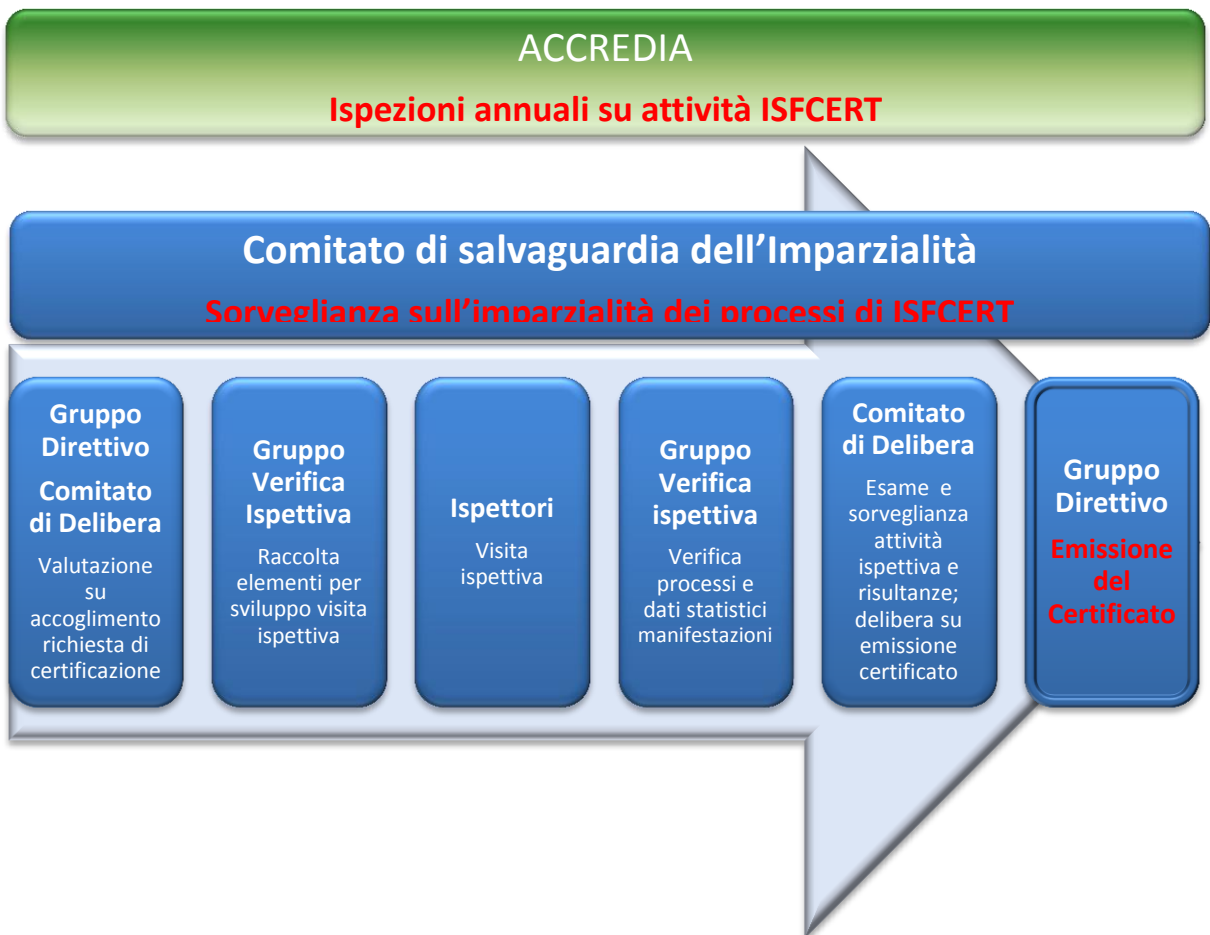 ACCREDIA
Ispezioni annuali su attività ISFCERT
Comitato di salvaguardia dell’Imparzialità
Sorveglianza sull’imparzialità dei processi di ISFCERT
Gruppo
Direttivo
Comitato
di Delibera
Valutazione
su
accoglimento
richiesta di
certificazione
Gruppo
Verifica
Ispettiva
Raccolta
elementi per
sviluppo visita
ispettiva
Ispettori
Visita
ispettiva
Gruppo
Verifica
ispettiva
Verifica
processi e
dati statistici
manifestazioni
Comitato
di Delibera
Esame e
sorveglianza
attività
ispettiva e
risultanze;
delibera su
emissione
certificato
Gruppo
Direttivo
Emissione
del
Certificato